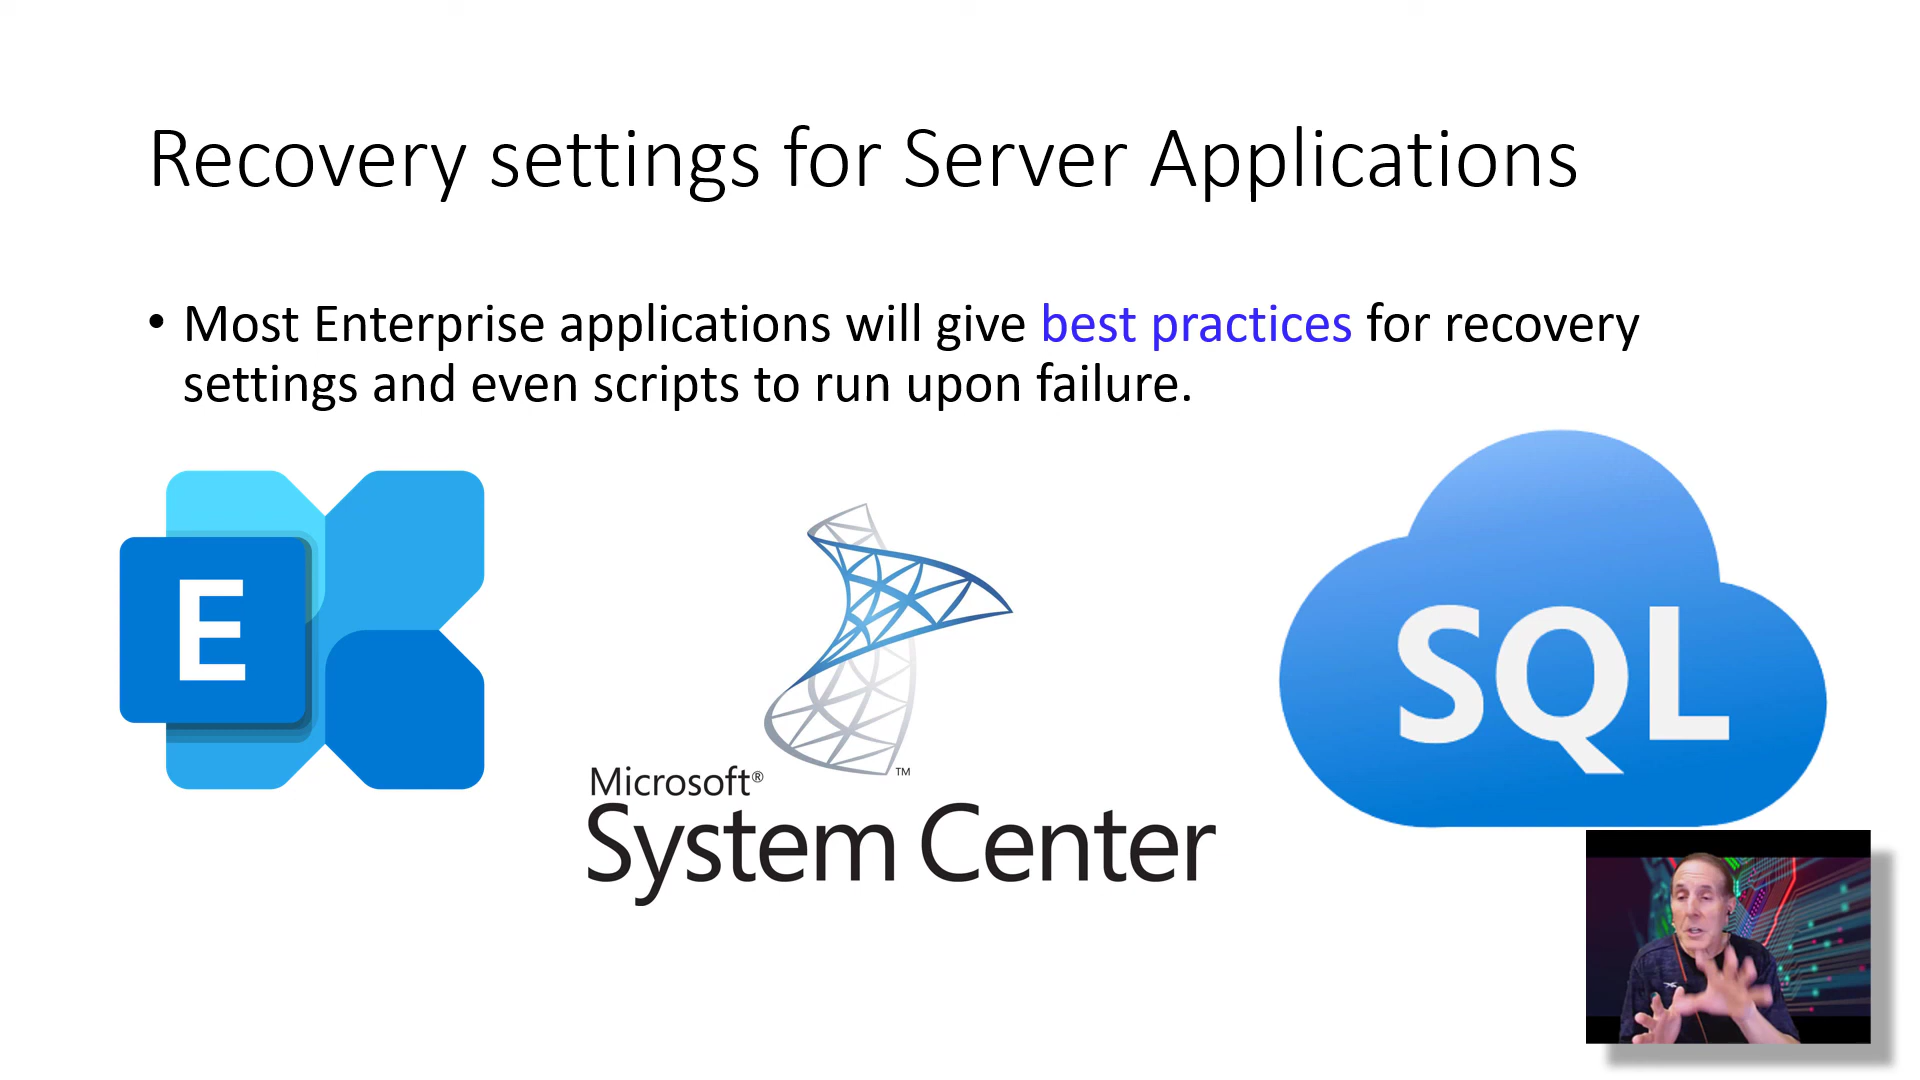 Recovery settings for Server Applications
• Most Enterprise applications will give best practices for recovery
settings and even scripts to run upon failure.
E
Microsoft®
™
System Center
SQL